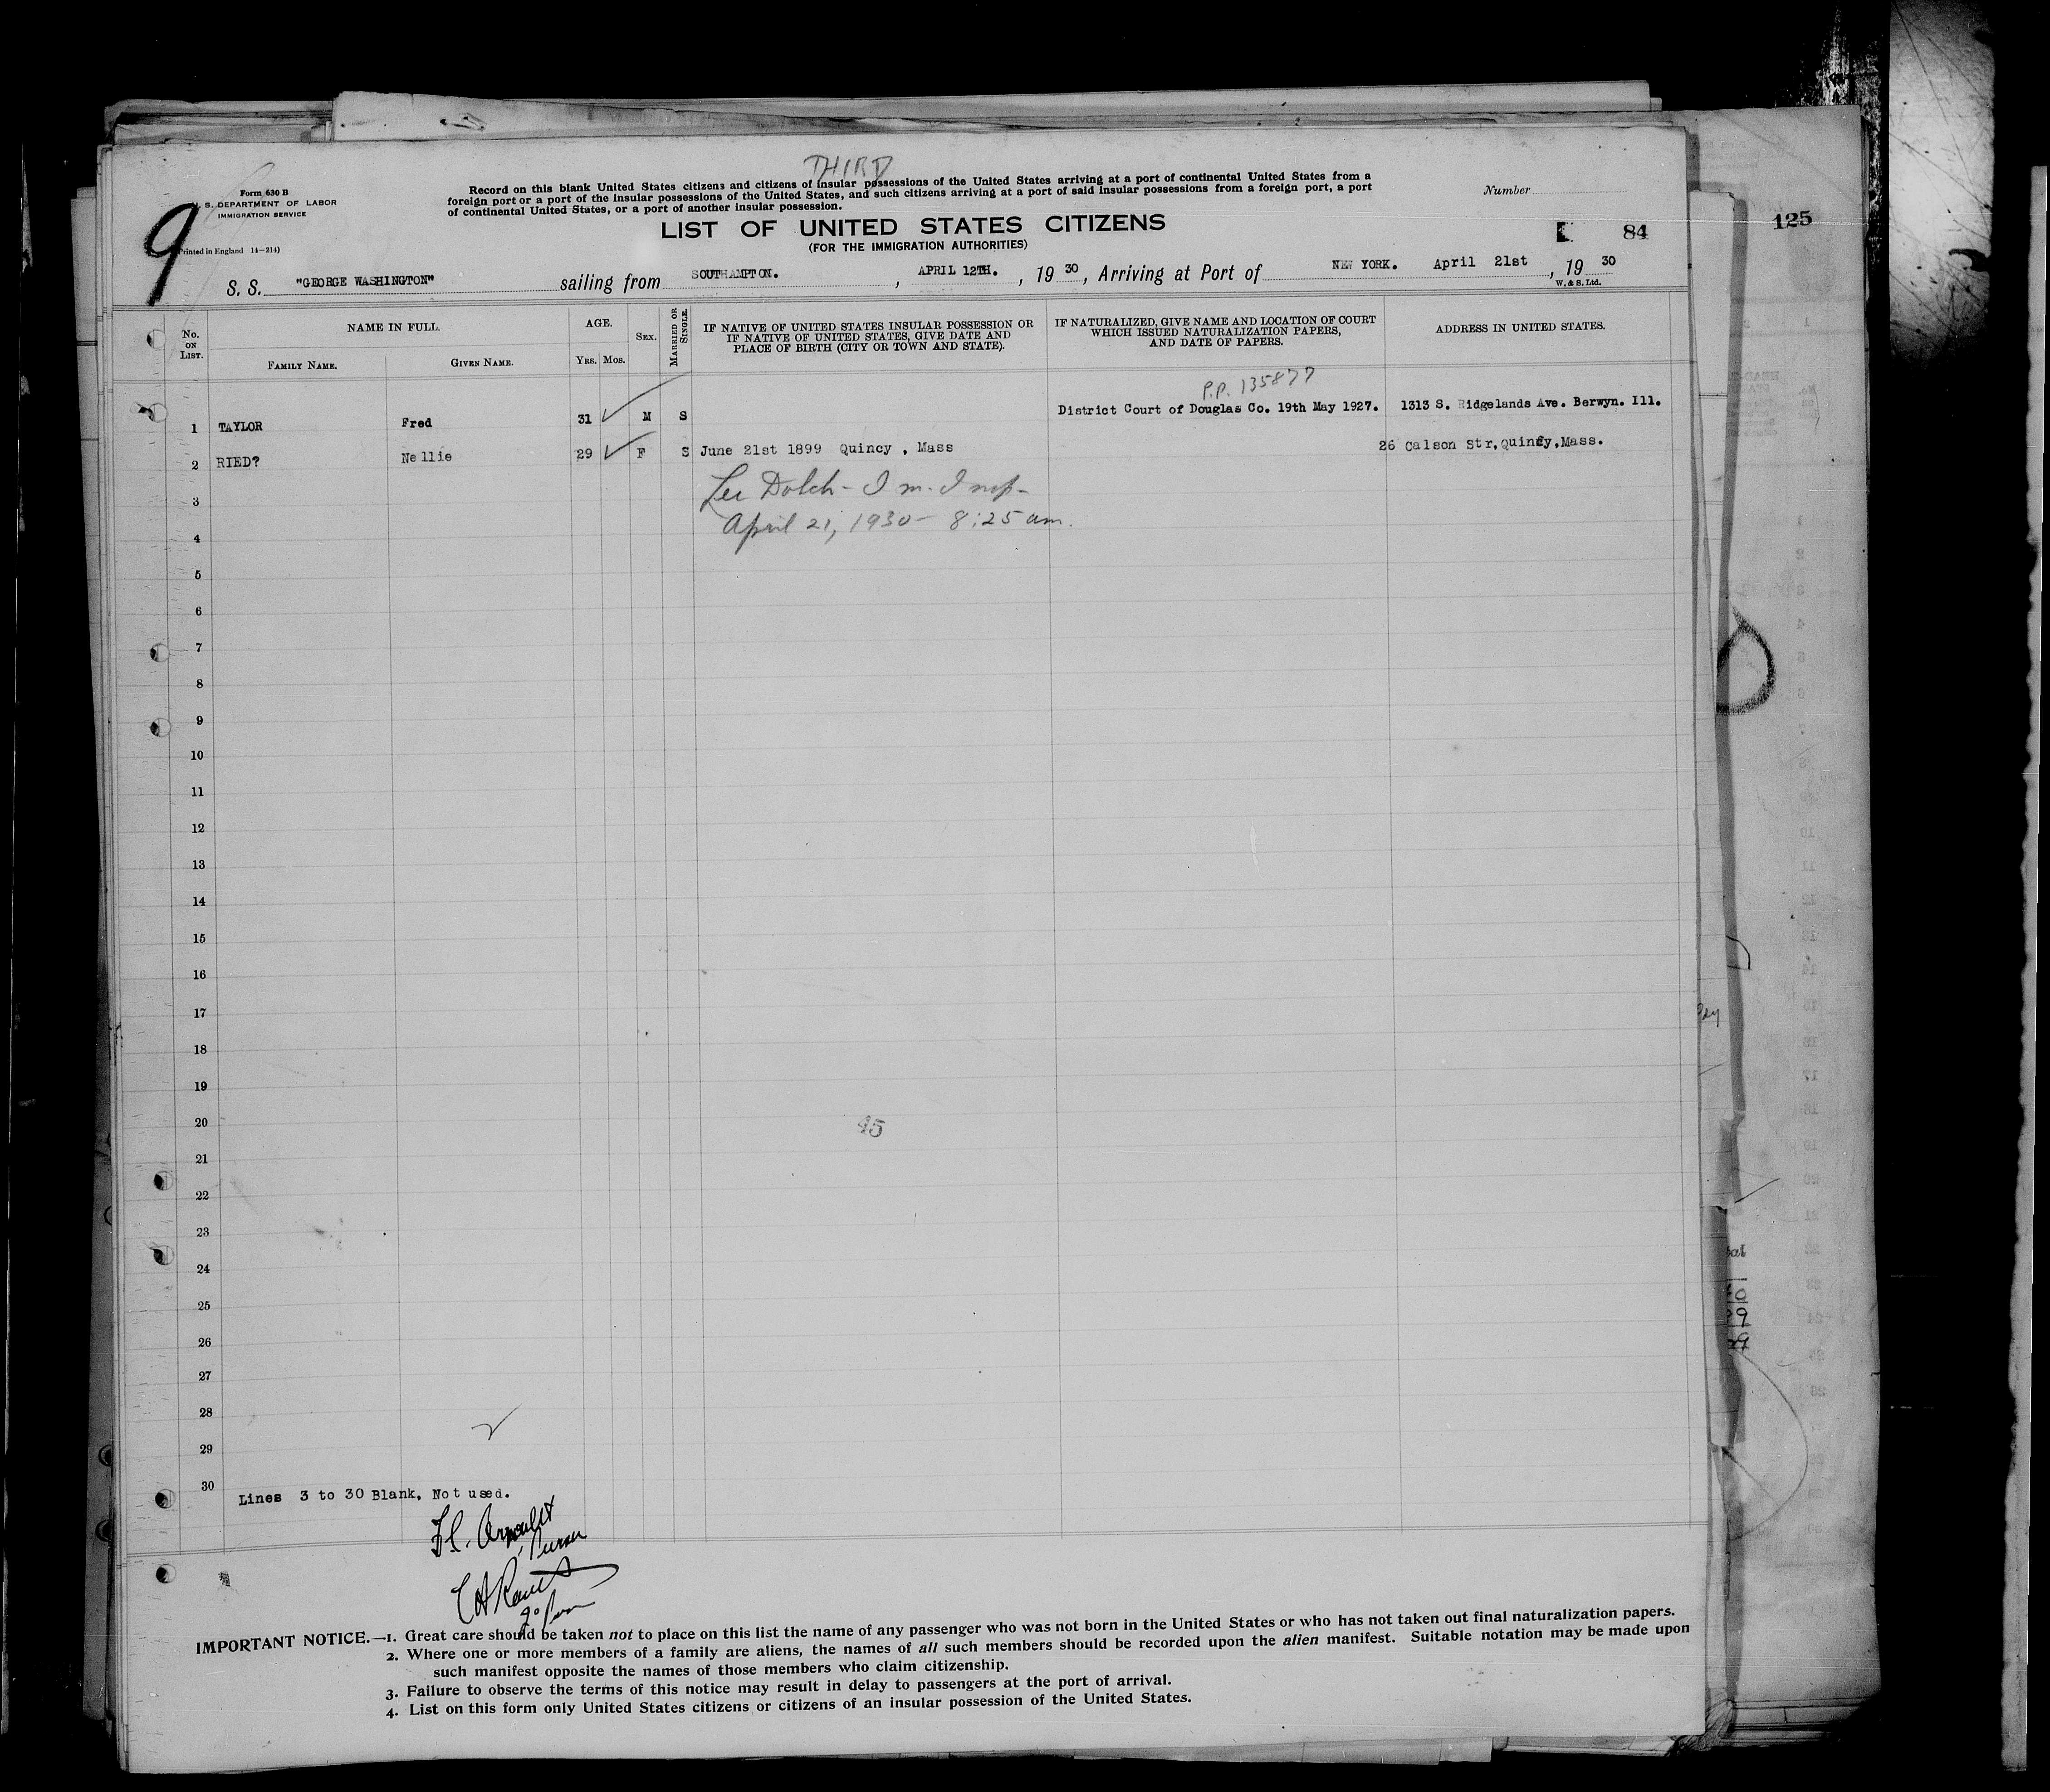 THIRD
Form 630 B
U. S. DEPARTMENT OF LABOR
IMMIGRATION SERVICE
Printed in England 14—214)
9
Record on this blank United States citizens and citizens of insular possessions of the United States arriving at a port of continental United States from a
foreign port or a port of the insular possessions of the United States, and such citizens arriving at a port of said insular possessions from a foreign port, a port
of continental United States, or a port of another insular possession.
Number
LIST OF UNITED STATES CITIZENS
(FOR THE IMMIGRATION AUTHORITIES)
84
125
S. S. "GEORGE WASHINGTON" sailing from SOUTHAMPTON. , APRIL 12TH. , 19 30, Arriving at Port of NEW YORK. April 21st , 19 30
W. & S. Ltd.
No. ON LIST. NAME IN FULL. FAMILY NAME. GIVEN NAME. AGE. YRS. MOS. SEX. MARRIED OR SINGLE.
IF NATIVE OF UNITED STATES INSULAR POSSESSION OR
IF NATIVE OF UNITED STATES, GIVE DATE AND
PLACE OF BIRTH (CITY OR TOWN AND STATE).
IF NATURALIZED, GIVE NAME AND LOCATION OF COURT
WHICH ISSUED NATURALIZATION PAPERS,
AND DATE OF PAPERS.
ADDRESS IN UNITED STATES.
P.P. 135877
1 TAYLOR Fred 31 M S District Court of Douglas Co. 19th May 1927. 1313 S. Ridgelands Ave. Berwyn. Ill.
2 RIED? Nellie 29 F S June 21st 1899 Quincy , Mass 26 Calson Str, Quincy, Mass.
3 Lee Dolch - Im. Insp-
4 April 21, 1930 - 8:25 am.
5
6
7
8
9
10
11
12
13
14
15
16
17
18
19
20
45
21
22
23
24
25
26
27
28
29
30 Lines 3 to 30 Blank, Not used.
Purser
IMPORTANT NOTICE.—1. Great care should be taken not to place on this list the name of any passenger who was not born in the United States or who has not taken out final naturalization papers.
2. Where one or more members of a family are aliens, the names of all such members should be recorded upon the alien manifest. Suitable notation may be made upon
such manifest opposite the names of those members who claim citizenship.
3. Failure to observe the terms of this notice may result in delay to passengers at the port of arrival.
4. List on this form only United States citizens or citizens of an insular possession of the United States.